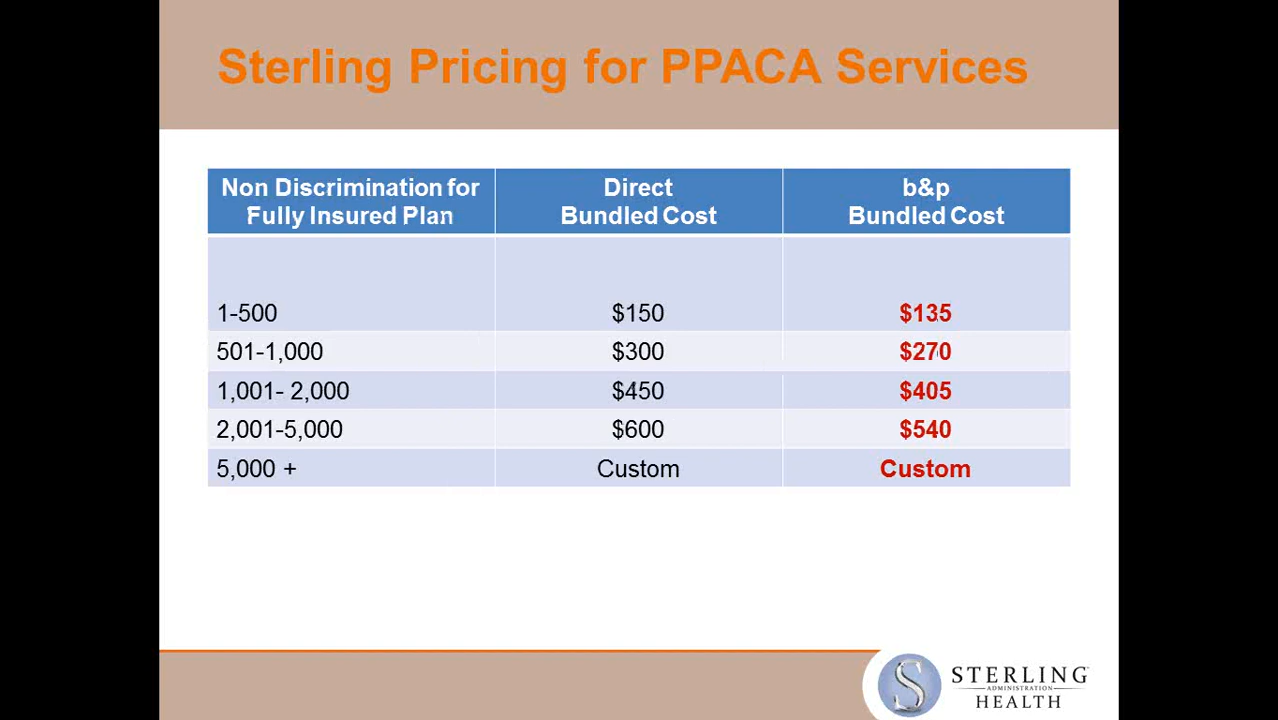 Sterling Pricing for PPACA Services
Non Discrimination for
Fully Insured Plan
Direct
Bundled Cost
b&p
Bundled Cost
1-500 $150 $135
501-1,000 $300 $270
1,001- 2,000 $450 $405
2,001-5,000 $600 $540
5,000 + Custom Custom
S
STERLING
ADMINISTRATION
HEALTH